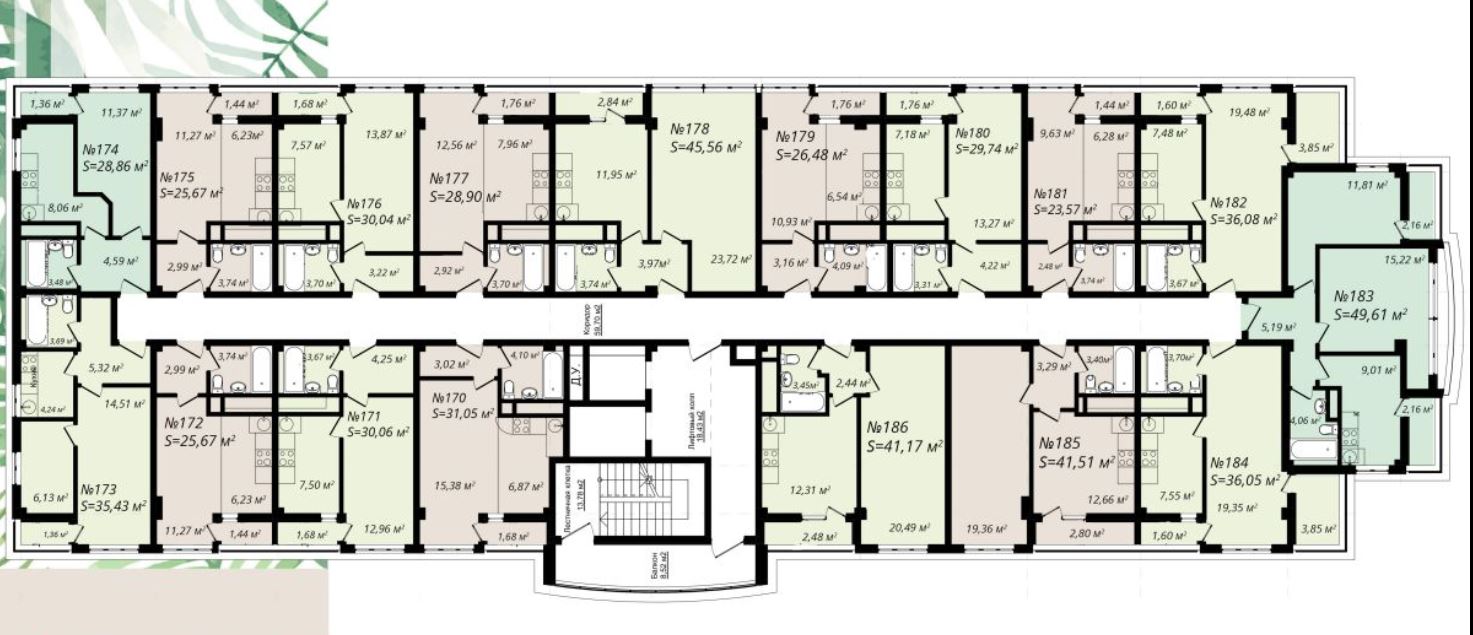 1,36 м²
11,37
№174
S=28,86 м²
8,06 м²
4,59 м²
3,48 м²
1,44 м²
11,27
6,23м²
№175
S=25,67 м²
2,99 м²
3,74 м²
1,68 м²
7,57 м²
13,87 м²
№176
S=30,04 м²
3,70 м²
3,22 м²
1,76 м²
12,56 м²
7,96 м²
№177
S=28,90 м²
2,92 м²
3,70 м²
2,84 м²
11,95 м²
№178
S=45,56 м²
3,97м²
3,74 м²
23,72 м²
1,76 м²
№179
S=26,48 м²
6,54 м²
10,93 м²
3,16 м²
4,09 м²
1,76 м²
7,18 м²
№180
S=29,74 м²
13,27 м²
3,31 м²
4,22 м²
1,44 м²
9,63 м²
6,28 м²
№181
S=23,57 м²
2,48 м²
3,74 м²
1,60 м²
7,48 м²
19,48 м²
3,85 м²
№182
S=36,08 м²
3,67 м²
11,81 м²
2,16 м²
15,22 м²
№183
S=49,61 м²
5,19 м²
9,01 м²
4,06 м²
2,16 м²
Коридор
59,70 м2
3,69 м²
Кухня
4,24 м²
5,32 м²
14,51 м²
6,13 м²
№173
S=35,43 м²
1,36 м²
2,99 м²
3,74 м²
№172
S=25,67 м²
6,23 м²
11,27 м²
1,44 м²
3,67 м²
4,25 м²
№171
S=30,06 м²
7,50 м²
1,68 м²
12,96 м²
3,02 м²
4,10 м²
№170
S=31,05 м²
15,38 м²
6,87 м²
1,68 м²
Д.У.
Лифтовый холл
18,43 м2
Лестничная клетка
13,78 м2
Балкон
8,52 м2
3,45м²
2,44 м²
№186
S=41,17 м²
12,31 м²
2,48 м²
20,49 м²
3,29 м²
3,40м²
№185
S=41,51 м²
19,36 м²
12,66 м²
2,80 м²
3,70м²
7,55 м²
№184
S=36,05 м²
19,35 м²
1,60 м²
3,85 м²